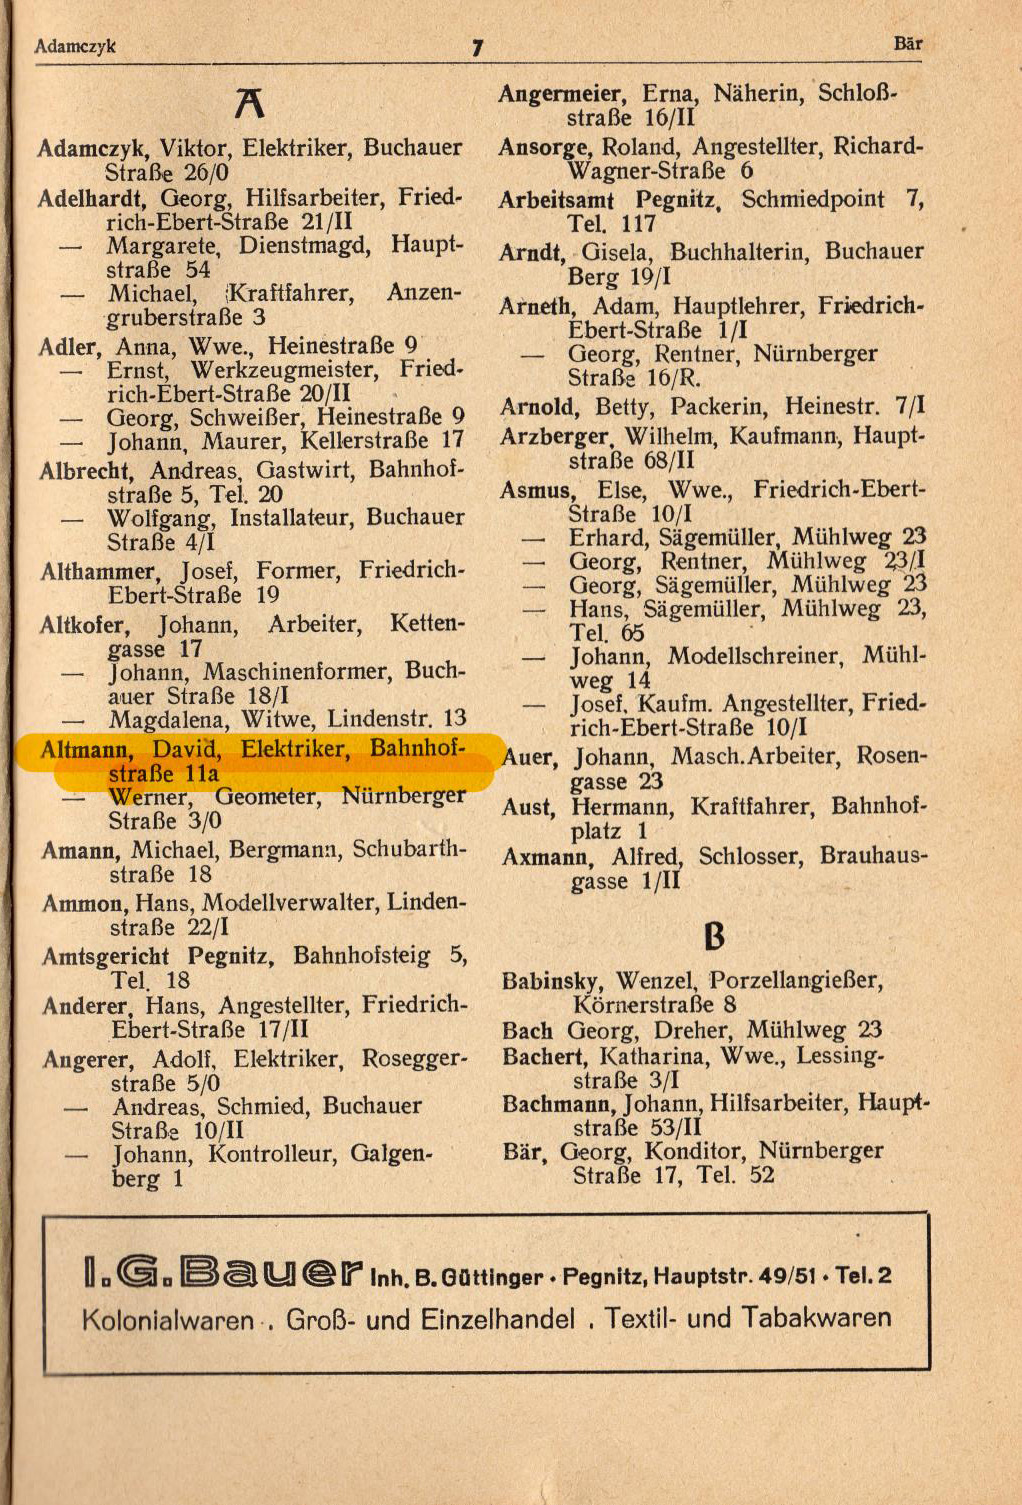 Adamczyk 7 Bär
A
Adamczyk, Viktor, Elektriker, Buchauer
Straße 26/0
Adelhardt, Georg, Hilfsarbeiter, Fried-
rich-Ebert-Straße 21/II
— Margarete, Dienstmagd, Haupt-
straße 54
— Michael, Kraftfahrer, Anzen-
gruberstraße 3
Adler, Anna, Wwe., Heinestraße 9
— Ernst, Werkzeugmeister, Fried-
rich-Ebert-Straße 20/II
— Georg, Schweißer, Heinestraße 9
— Johann, Maurer, Kellerstraße 17
Albrecht, Andreas, Gastwirt, Bahnhof-
straße 5, Tel. 20
— Wolfgang, Installateur, Buchauer
Straße 4/I
Althammer, Josef, Former, Friedrich-
Ebert-Straße 19
Altkofer, Johann, Arbeiter, Ketten-
gasse 17
— Johann, Maschinenformer, Buch-
auer Straße 18/I
— Magdalena, Witwe, Lindenstr. 13
Altmann, David, Elektriker, Bahnhof-
straße 11a
— Werner, Geometer, Nürnberger
Straße 3/0
Amann, Michael, Bergmann, Schubarth-
straße 18
Ammon, Hans, Modellverwalter, Linden-
straße 22/I
Amtsgericht Pegnitz, Bahnhofsteig 5,
Tel. 18
Anderer, Hans, Angestellter, Friedrich-
Ebert-Straße 17/II
Angerer, Adolf, Elektriker, Rosegger-
straße 5/0
— Andreas, Schmied, Buchauer
Straße 10/II
— Johann, Kontrolleur, Galgen-
berg 1
Angermeier, Erna, Näherin, Schloß-
straße 16/II
Ansorge, Roland, Angestellter, Richard-
Wagner-Straße 6
Arbeitsamt Pegnitz, Schmiedpoint 7,
Tel. 117
Arndt, Gisela, Buchhalterin, Buchauer
Berg 19/I
Arneth, Adam, Hauptlehrer, Friedrich-
Ebert-Straße 1/I
— Georg, Rentner, Nürnberger
Straße 16/R.
Arnold, Betty, Packerin, Heinestr. 7/I
Arzberger, Wilhelm, Kaufmann, Haupt-
straße 68/II
Asmus, Else, Wwe., Friedrich-Ebert-
Straße 10/I
— Erhard, Sägemüller, Mühlweg 23
— Georg, Rentner, Mühlweg 23/I
— Georg, Sägemüller, Mühlweg 23
— Hans, Sägemüller, Mühlweg 23,
Tel. 65
— Johann, Modellschreiner, Mühl-
weg 14
— Josef, Kaufm. Angestellter, Fried-
rich-Ebert-Straße 10/I
Auer, Johann, Masch.Arbeiter, Rosen-
gasse 23
Aust, Hermann, Kraftfahrer, Bahnhof-
platz 1
Axmann, Alfred, Schlosser, Brauhaus-
gasse 1/II
B
Babinsky, Wenzel, Porzellangießer,
Körnerstraße 8
Bach Georg, Dreher, Mühlweg 23
Bachert, Katharina, Wwe., Lessing-
straße 3/I
Bachmann, Johann, Hilfsarbeiter, Haupt-
straße 53/II
Bär, Georg, Konditor, Nürnberger
Straße 17, Tel. 52
I.G.Bauer Inh. B. Güttinger • Pegnitz, Hauptstr. 49/51 • Tel. 2
Kolonialwaren . Groß- und Einzelhandel . Textil- und Tabakwaren